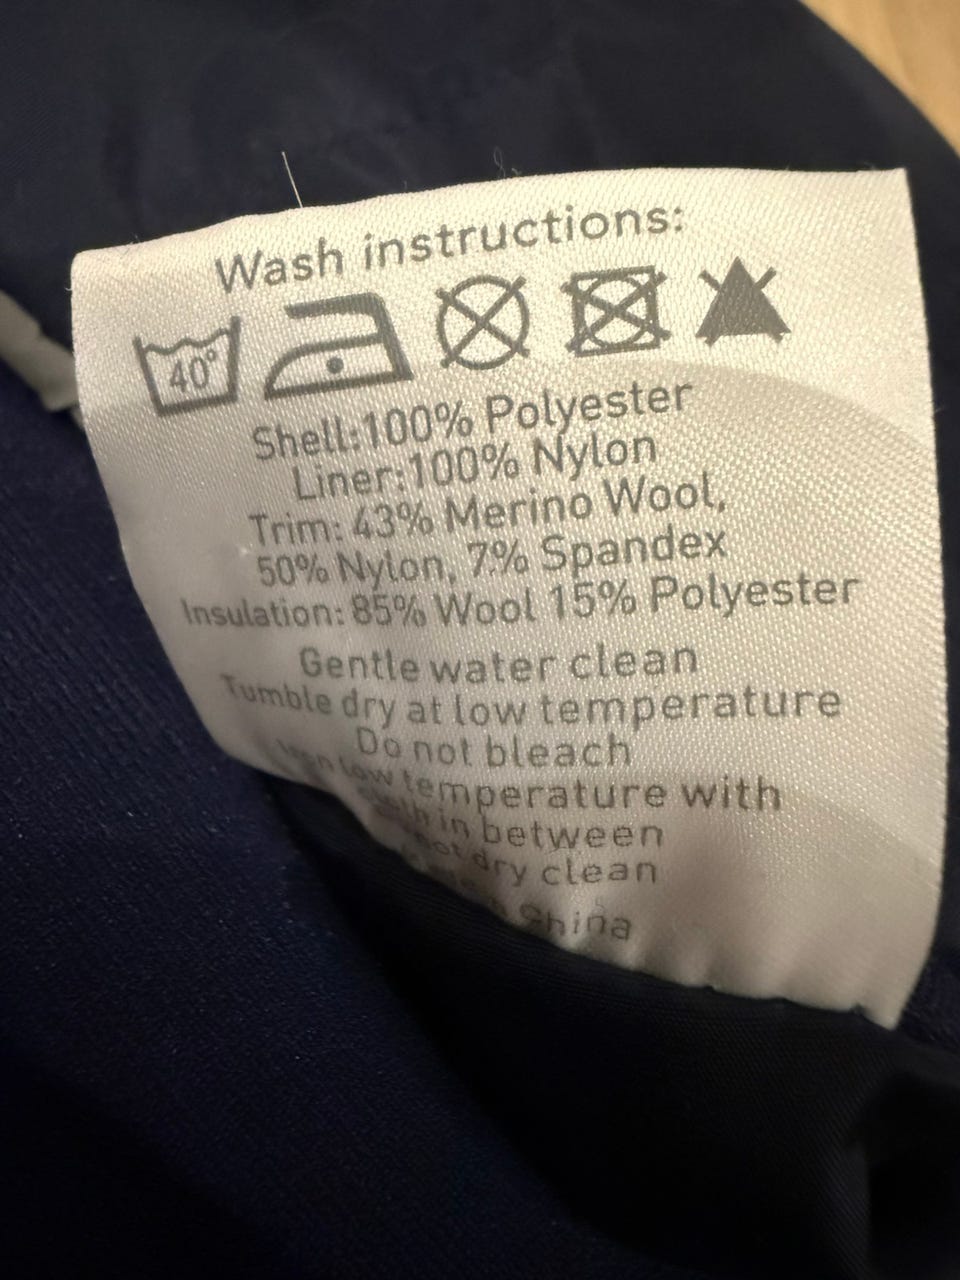 Wash instructions:
40°
Shell:100% Polyester
Liner:100% Nylon
Trim: 43% Merino Wool,
50% Nylon, 7% Spandex
Insulation: 85% Wool 15% Polyester
Gentle water clean
Tumble dry at low temperature
Do not bleach
low temperature with
in between
not dry clean
China